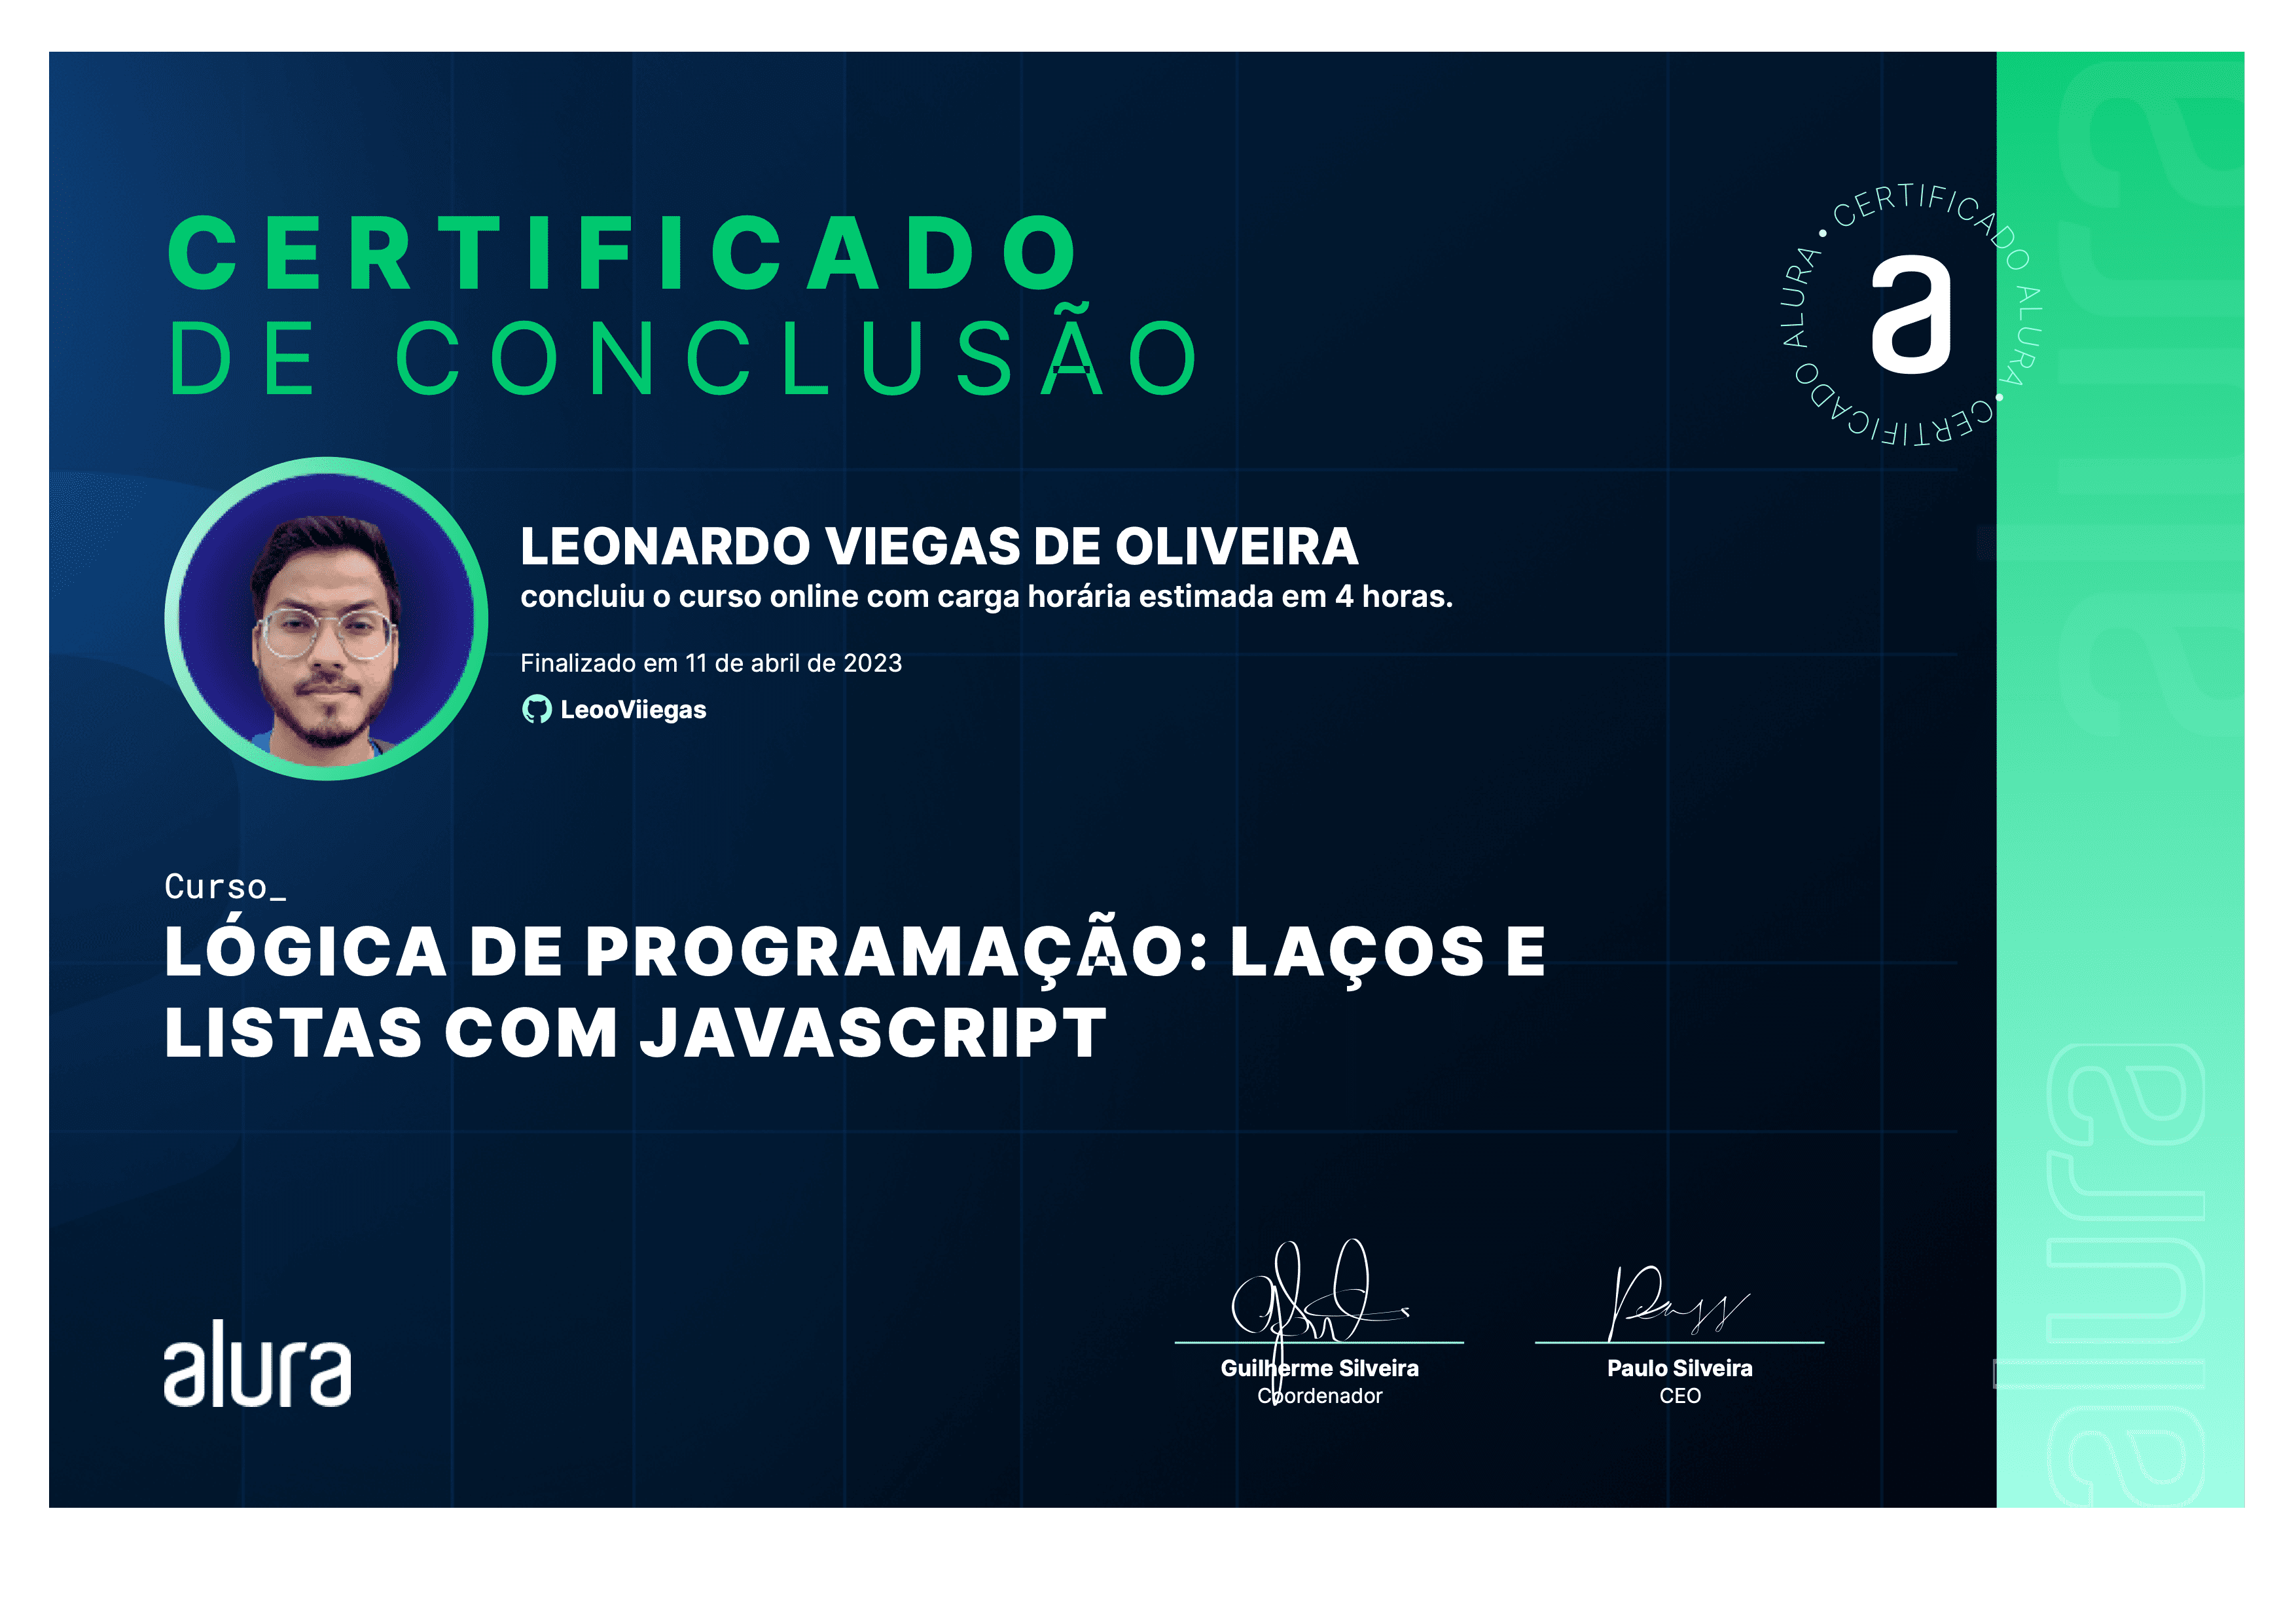 CERTIFICADO
DE CONCLUSÃO
CERTIFICADO ALURA • CERTIFICADO ALURA •
a
LEONARDO VIEGAS DE OLIVEIRA
concluiu o curso online com carga horária estimada em 4 horas.
Finalizado em 11 de abril de 2023
LeooViiegas
Curso_
LÓGICA DE PROGRAMAÇÃO: LAÇOS E
LISTAS COM JAVASCRIPT
alura
Guilherme Silveira
Coordenador
Paulo Silveira
CEO
alura
alura